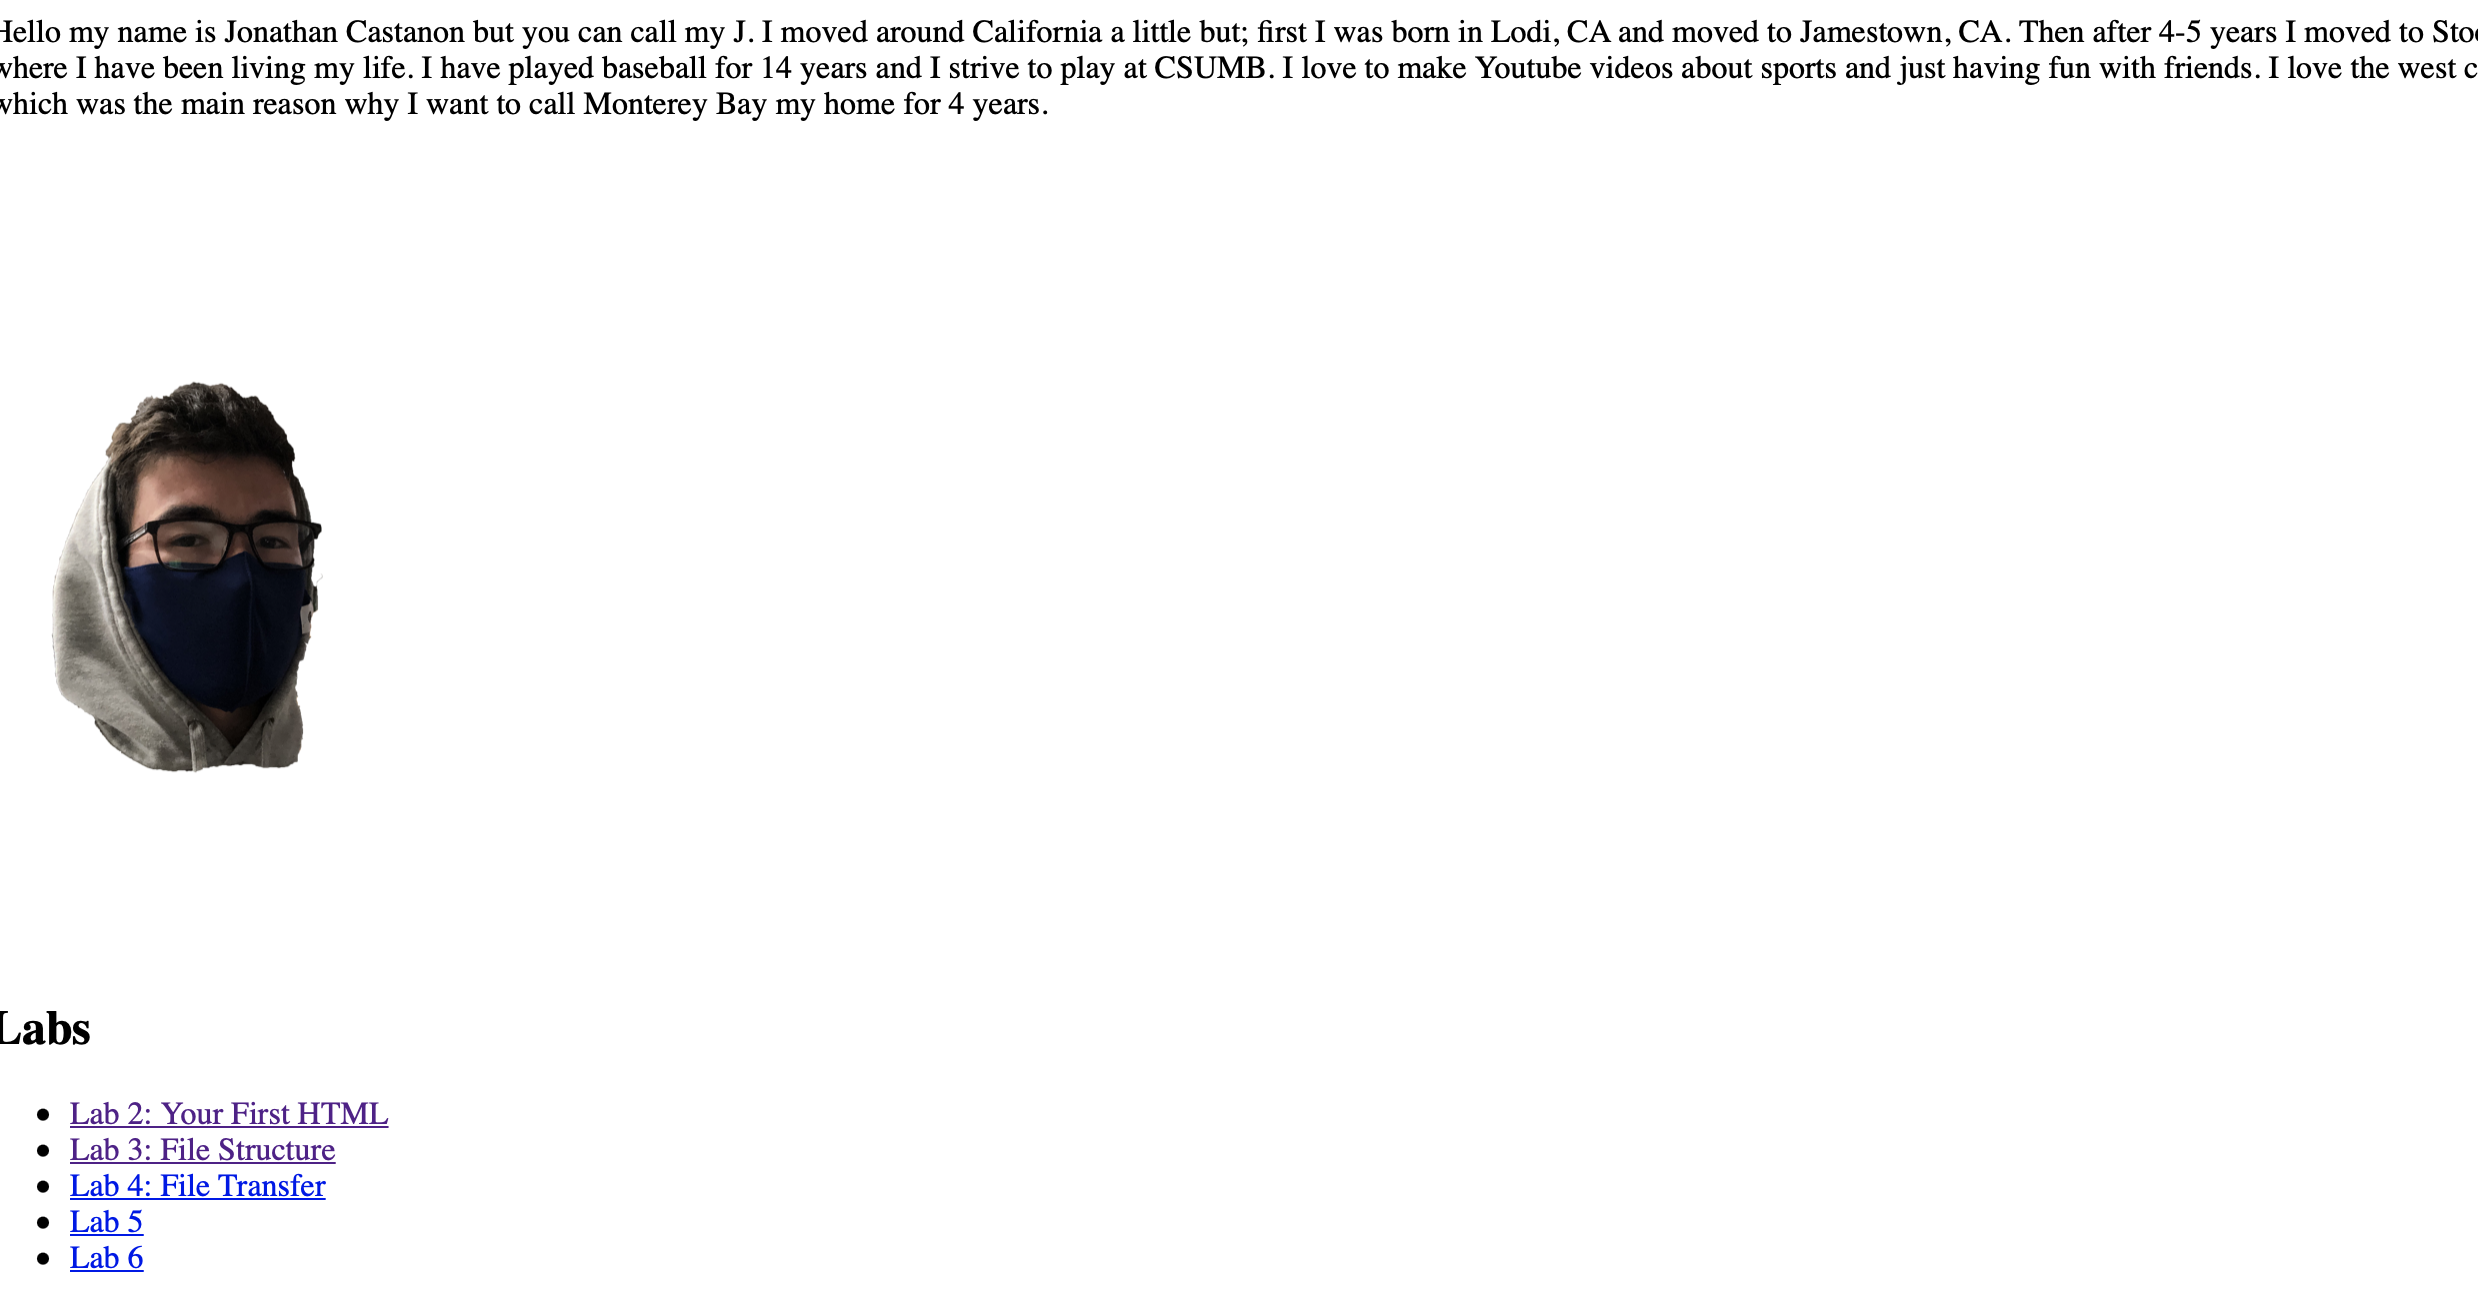 Hello my name is Jonathan Castanon but you can call my J. I moved around California a little but; first I was born in Lodi, CA and moved to Jamestown, CA. Then after 4-5 years I moved to
where I have been living my life. I have played baseball for 14 years and I strive to play at CSUMB. I love to make Youtube videos about sports and just having fun with friends. I love the west
which was the main reason why I want to call Monterey Bay my home for 4 years.
Labs
Lab 2: Your First HTML
Lab 3: File Structure
Lab 4: File Transfer
Lab 5
Lab 6